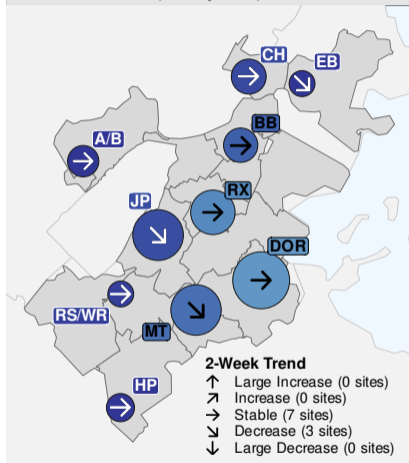 CH
EB
BB
A/B
RX
JP
DOR
RS/WR
MT
HP
2-Week Trend
↑ Large Increase (0 sites)
↗ Increase (0 sites)
→ Stable (7 sites)
↘ Decrease (3 sites)
↓ Large Decrease (0 sites)